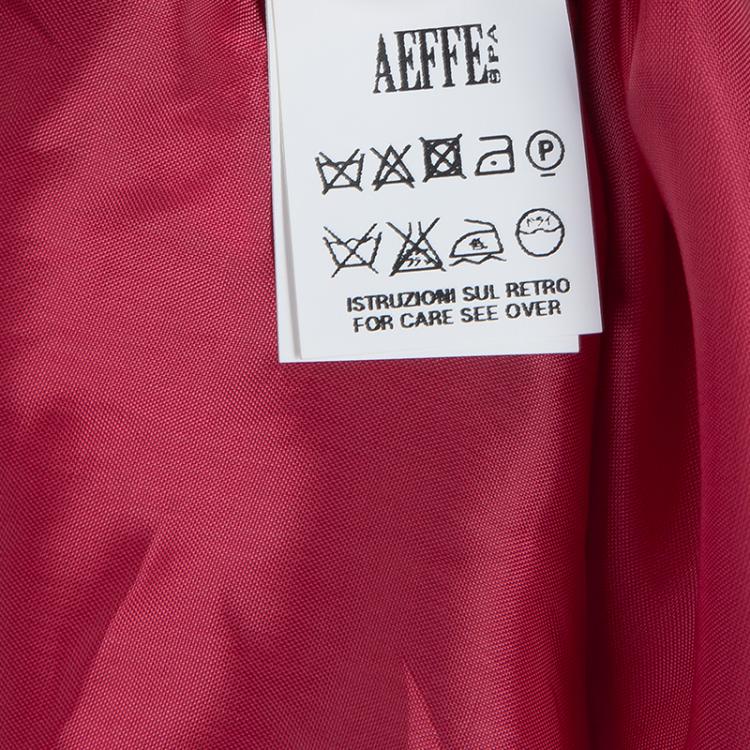 AEFFE SPA
P
ISTRUZIONI SUL RETRO
FOR CARE SEE OVER